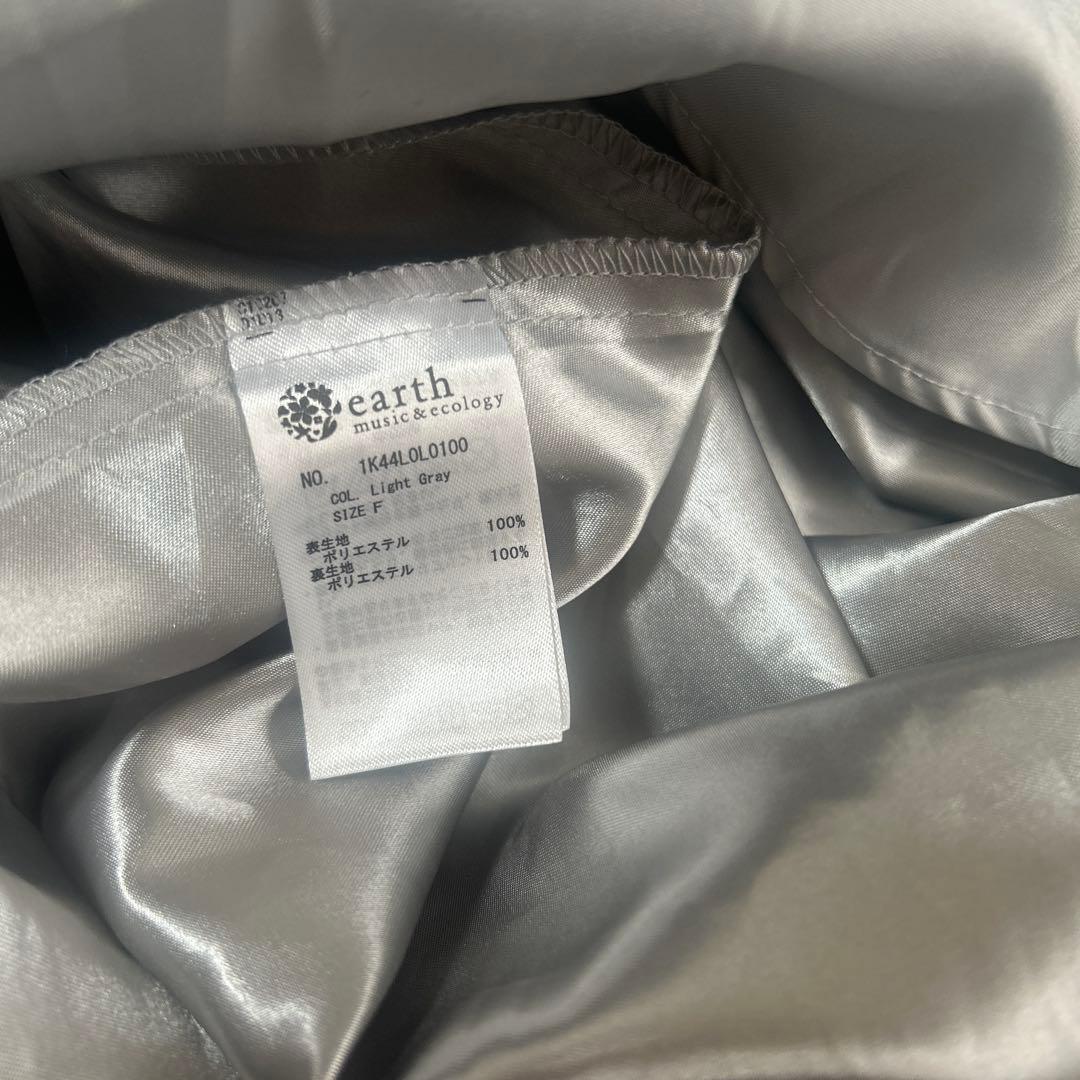 earth
music&ecology
NO. 1K44L0L0100
COL. Light Gray
SIZE F
表生地
ポリエステル 100%
裏生地
ポリエステル 100%